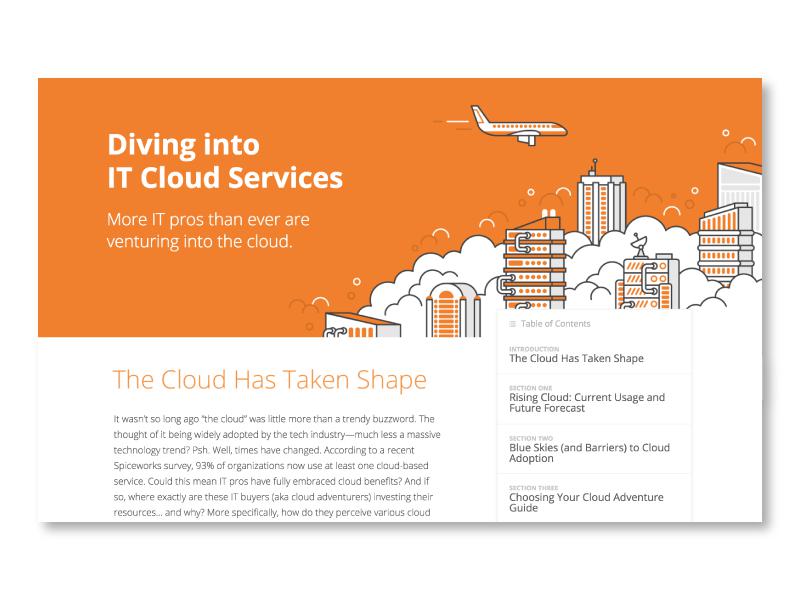 Diving into
IT Cloud Services
More IT pros than ever are
venturing into the cloud.
The Cloud Has Taken Shape
It wasn't so long ago "the cloud" was little more than a trendy buzzword. The
thought of it being widely adopted by the tech industry—much less a massive
technology trend? Psh. Well, times have changed. According to a recent
Spiceworks survey, 93% of organizations now use at least one cloud-based
service. Could this mean IT pros have fully embraced cloud benefits? And if
so, where exactly are these IT buyers (aka cloud adventurers) investing their
resources... and why? More specifically, how do they perceive various cloud
Table of Contents
INTRODUCTION
The Cloud Has Taken Shape
SECTION ONE
Rising Cloud: Current Usage and
Future Forecast
SECTION TWO
Blue Skies (and Barriers) to Cloud
Adoption
SECTION THREE
Choosing Your Cloud Adventure
Guide